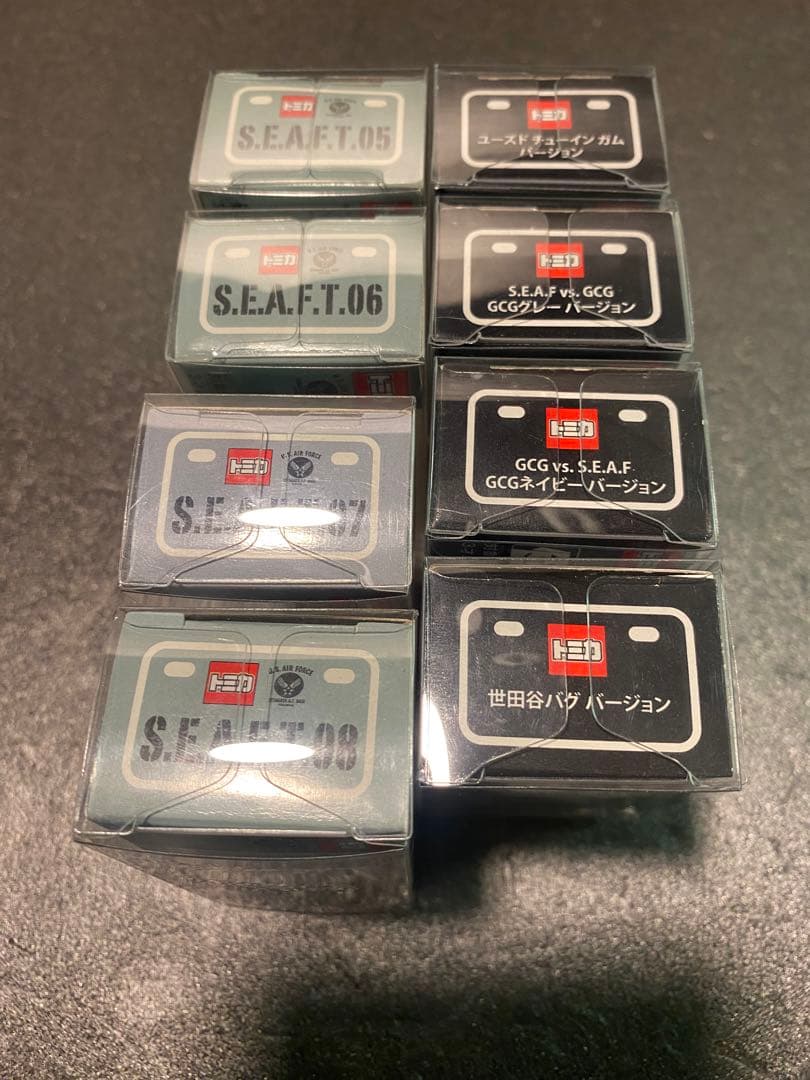 トミカ
S.E.A.F.T.05
トミカ
ユーズド チューイン ガム
バージョン
トミカ
S.E.A.F.T.06
トミカ
S.E.A.F vs. GCG
GCGグレー バージョン
トミカ
U.S. AIR FORCE
S.E.A.F.T.07
トミカ
GCG vs. S.E.A.F
GCGネイビー バージョン
トミカ
U.S. AIR FORCE
S.E.A.F.T.08
トミカ
世田谷バグ バージョン